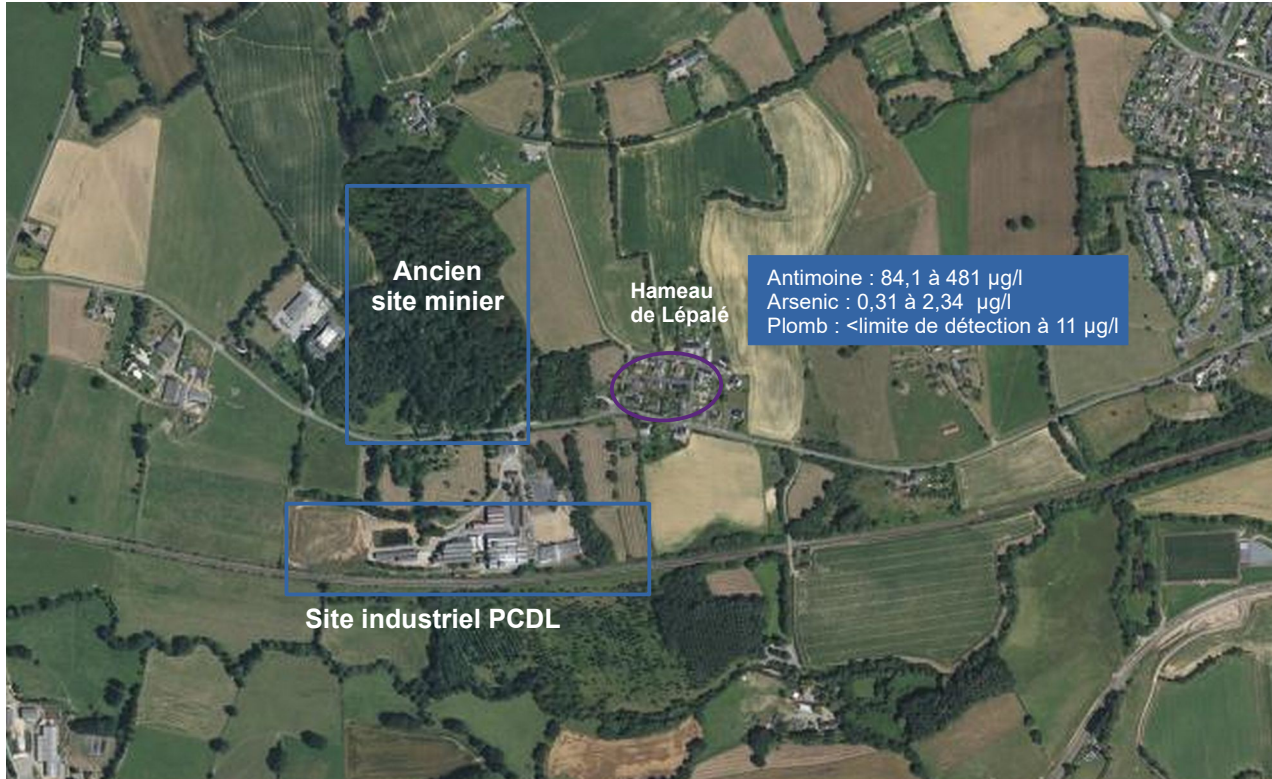 Ancien
site minier
Hameau
de Lépalé
Antimoine : 84,1 à 481 µg/l
Arsenic : 0,31 à 2,34  µg/l
Plomb : <limite de détection à 11 µg/l
Site industriel PCDL